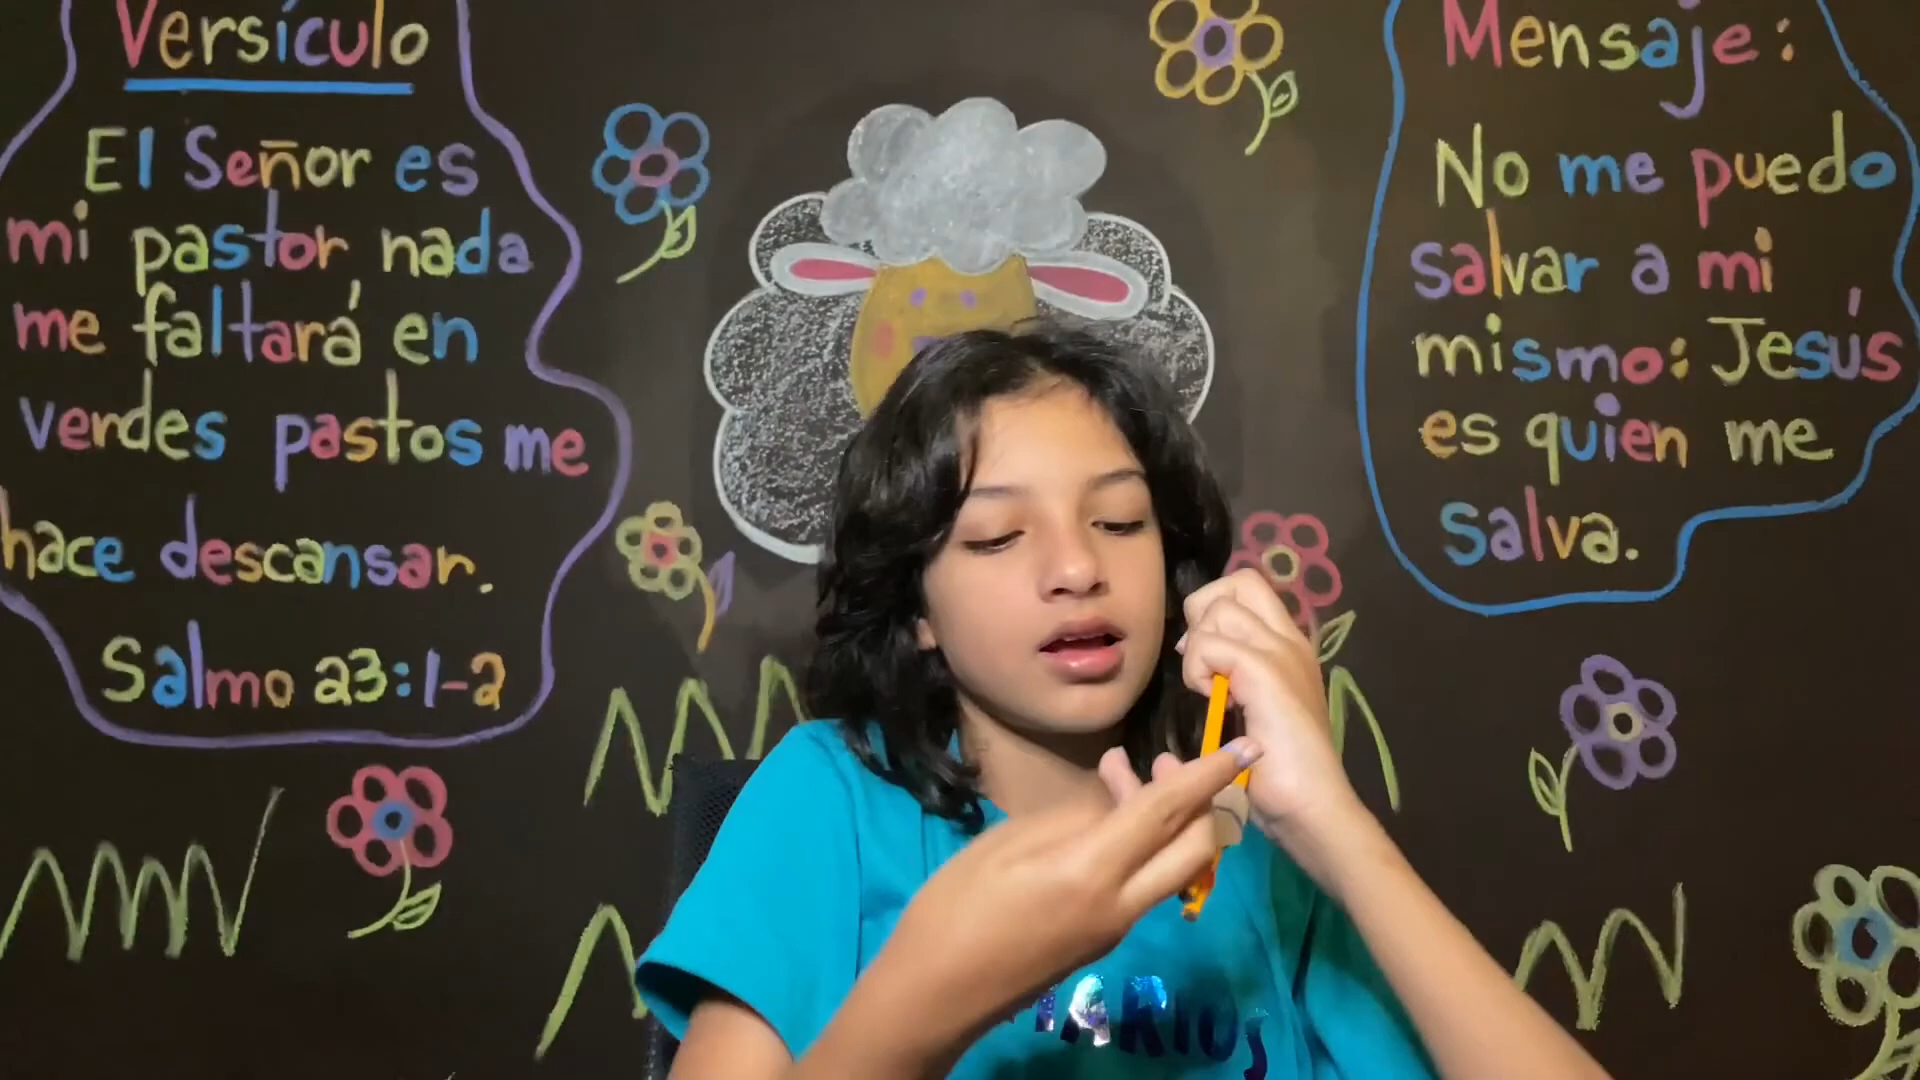 Versículo
El Señor es
mi pastor, nada
me faltará en
verdes pastos me
hace descansar.
Salmo 23:1-2
Mensaje:
No me puedo
salvar a mi
mismo: Jesús
es quien me
salva.